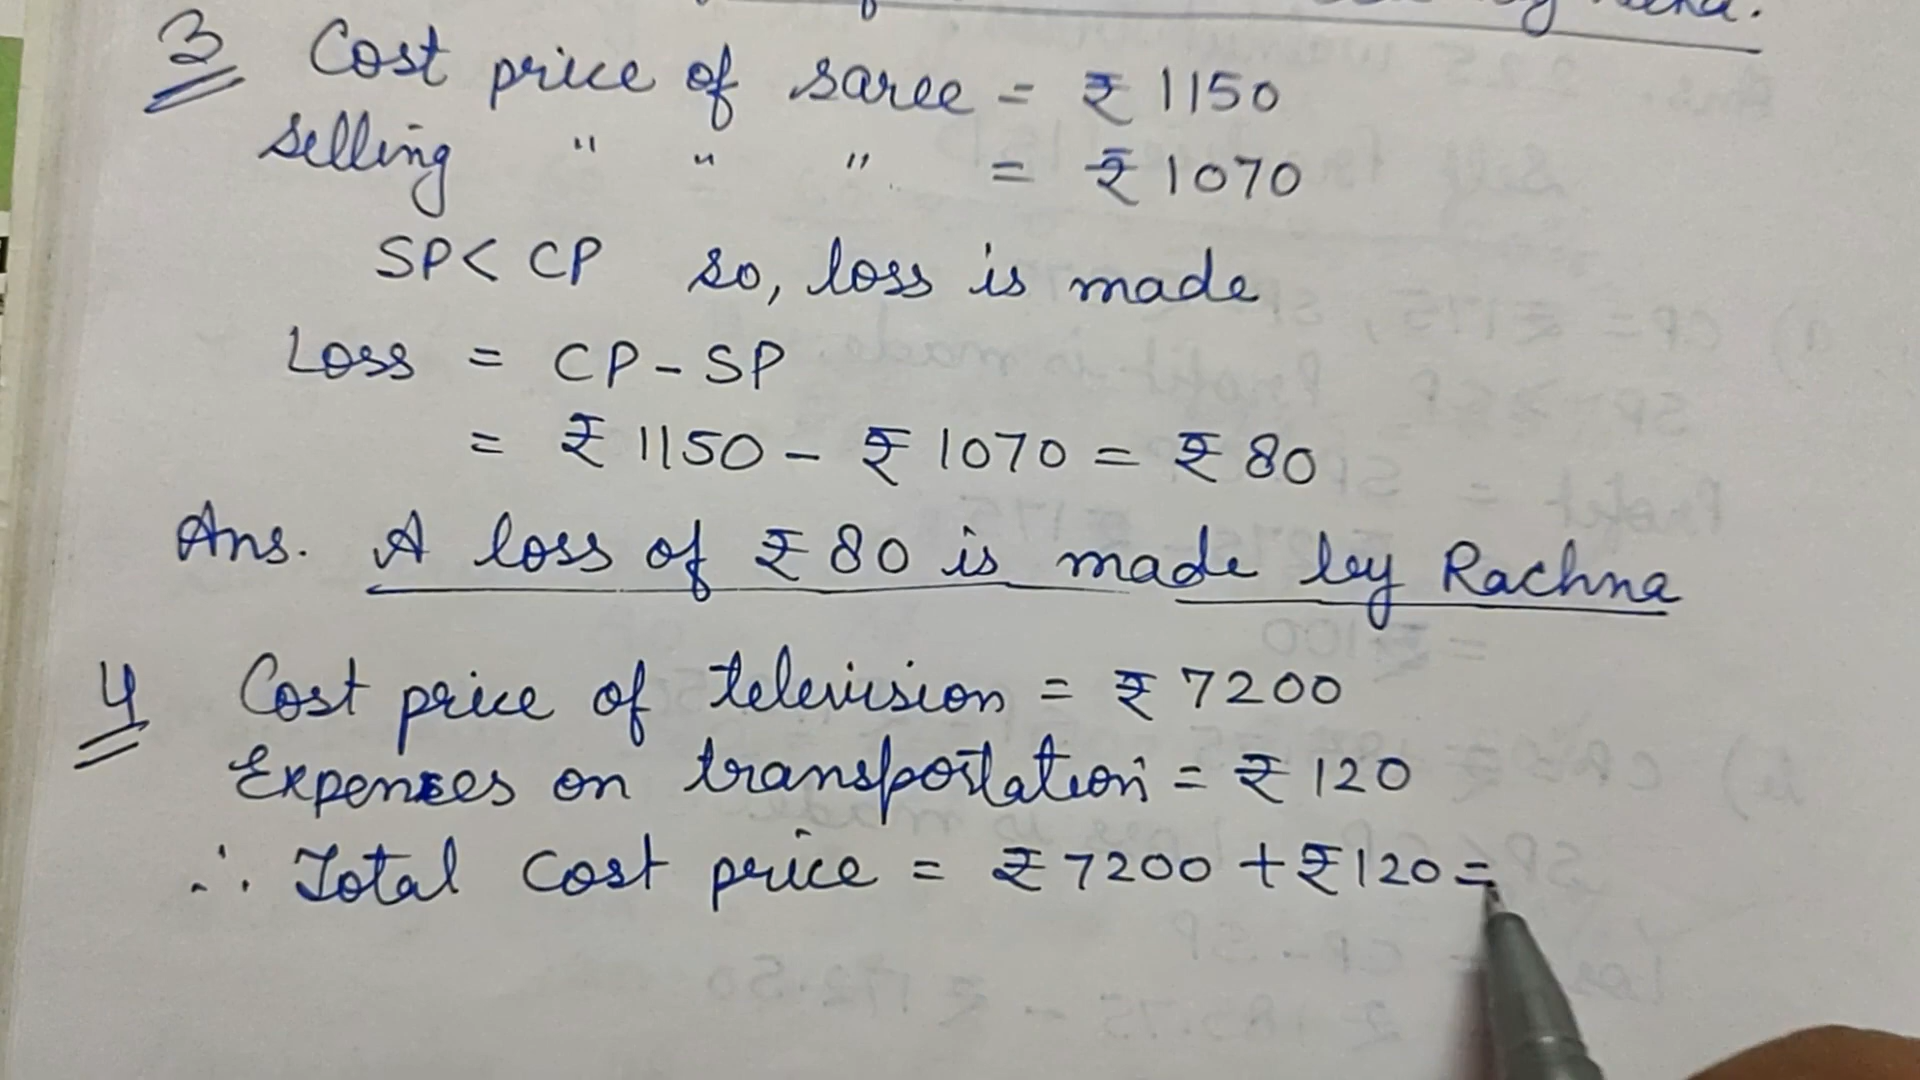 3 Cost price of saree = ₹ 1150
Selling " " " = ₹ 1070
SP < CP so, loss is made
Loss = CP - SP
= ₹ 1150 - ₹ 1070 = ₹ 80
Ans. A loss of ₹ 80 is made by Rachna
4 Cost price of television = ₹ 7200
Expenses on transportation = ₹ 120
∴ Total cost price = ₹ 7200 + ₹ 120 =